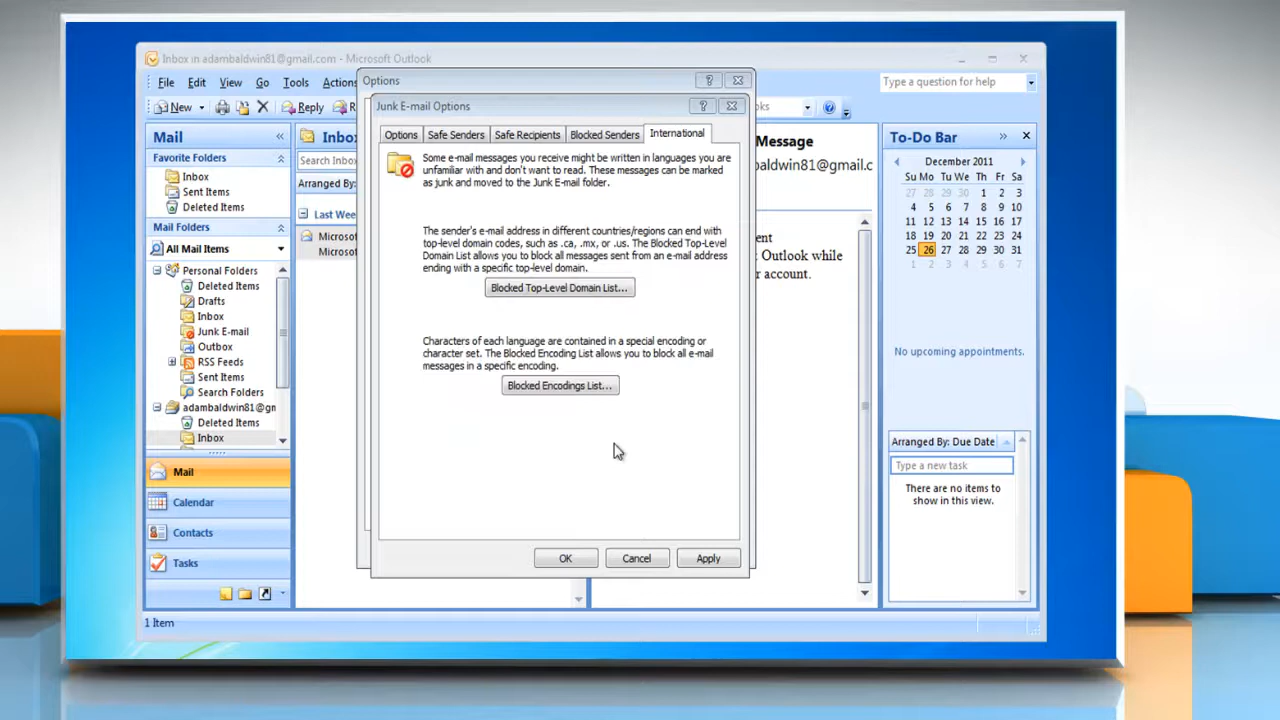 Inbox in adambaldwin81@gmail.com - Microsoft Outlook
File Edit View Go Tools Actions
Type a question for help
New
Reply
Options
Junk E-mail Options
Options Safe Senders Safe Recipients Blocked Senders International
Some e-mail messages you receive might be written in languages you are
unfamiliar with and don't want to read. These messages can be marked
as junk and moved to the Junk E-mail folder.
The sender's e-mail address in different countries/regions can end with
top-level domain codes, such as .ca, .mx, or .us. The Blocked Top-Level
Domain List allows you to block all messages sent from an e-mail address
ending with a specific top-level domain.
Blocked Top-Level Domain List...
Characters of each language are contained in a special encoding or
character set. The Blocked Encoding List allows you to block all e-mail
messages in a specific encoding.
Blocked Encodings List...
OK Cancel Apply
Mail
Favorite Folders
Inbox
Sent Items
Deleted Items
Mail Folders
All Mail Items
Personal Folders
Deleted Items
Drafts
Inbox
Junk E-mail
Outbox
RSS Feeds
Sent Items
Search Folders
adambaldwin81@gm
Deleted Items
Inbox
Mail
Calendar
Contacts
Tasks
1 Item
Inbo
Search Inbo
Arranged By:
Last Wee
Microsof
Microsof
Message
baldwin81@gmail.c
ent
Outlook while
r account.
To-Do Bar
December 2011
Su Mo Tu We Th Fr Sa
27 28 29 30 1 2 3
4 5 6 7 8 9 10
11 12 13 14 15 16 17
18 19 20 21 22 23 24
25 26 27 28 29 30 31
1 2 3 4 5 6 7
No upcoming appointments.
Arranged By: Due Date
Type a new task
There are no items to
show in this view.